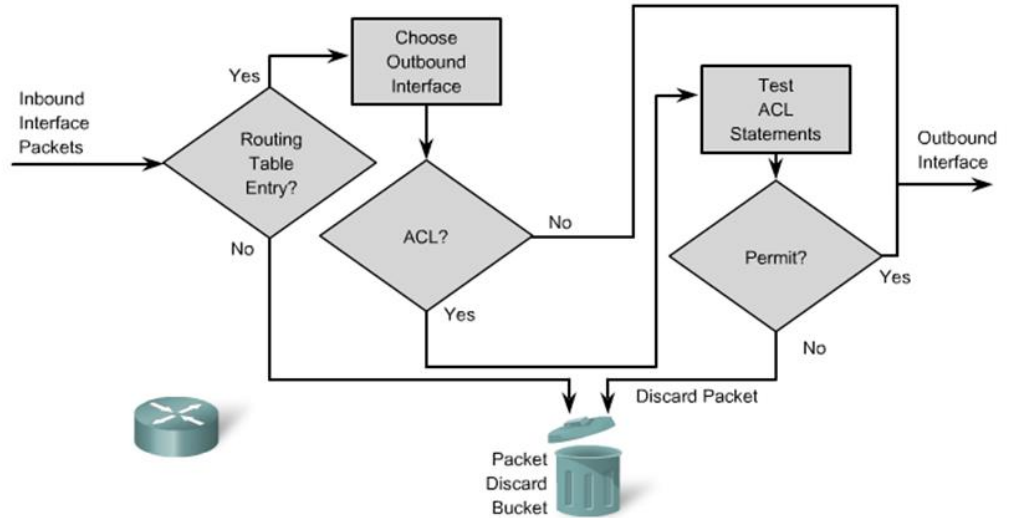 Inbound
Interface
Packets
Yes
Routing
Table
Entry?
No
Choose
Outbound
Interface
ACL?
No
Yes
Test
ACL
Statements
Permit?
Yes
No
Outbound
Interface
Discard Packet
Packet
Discard
Bucket